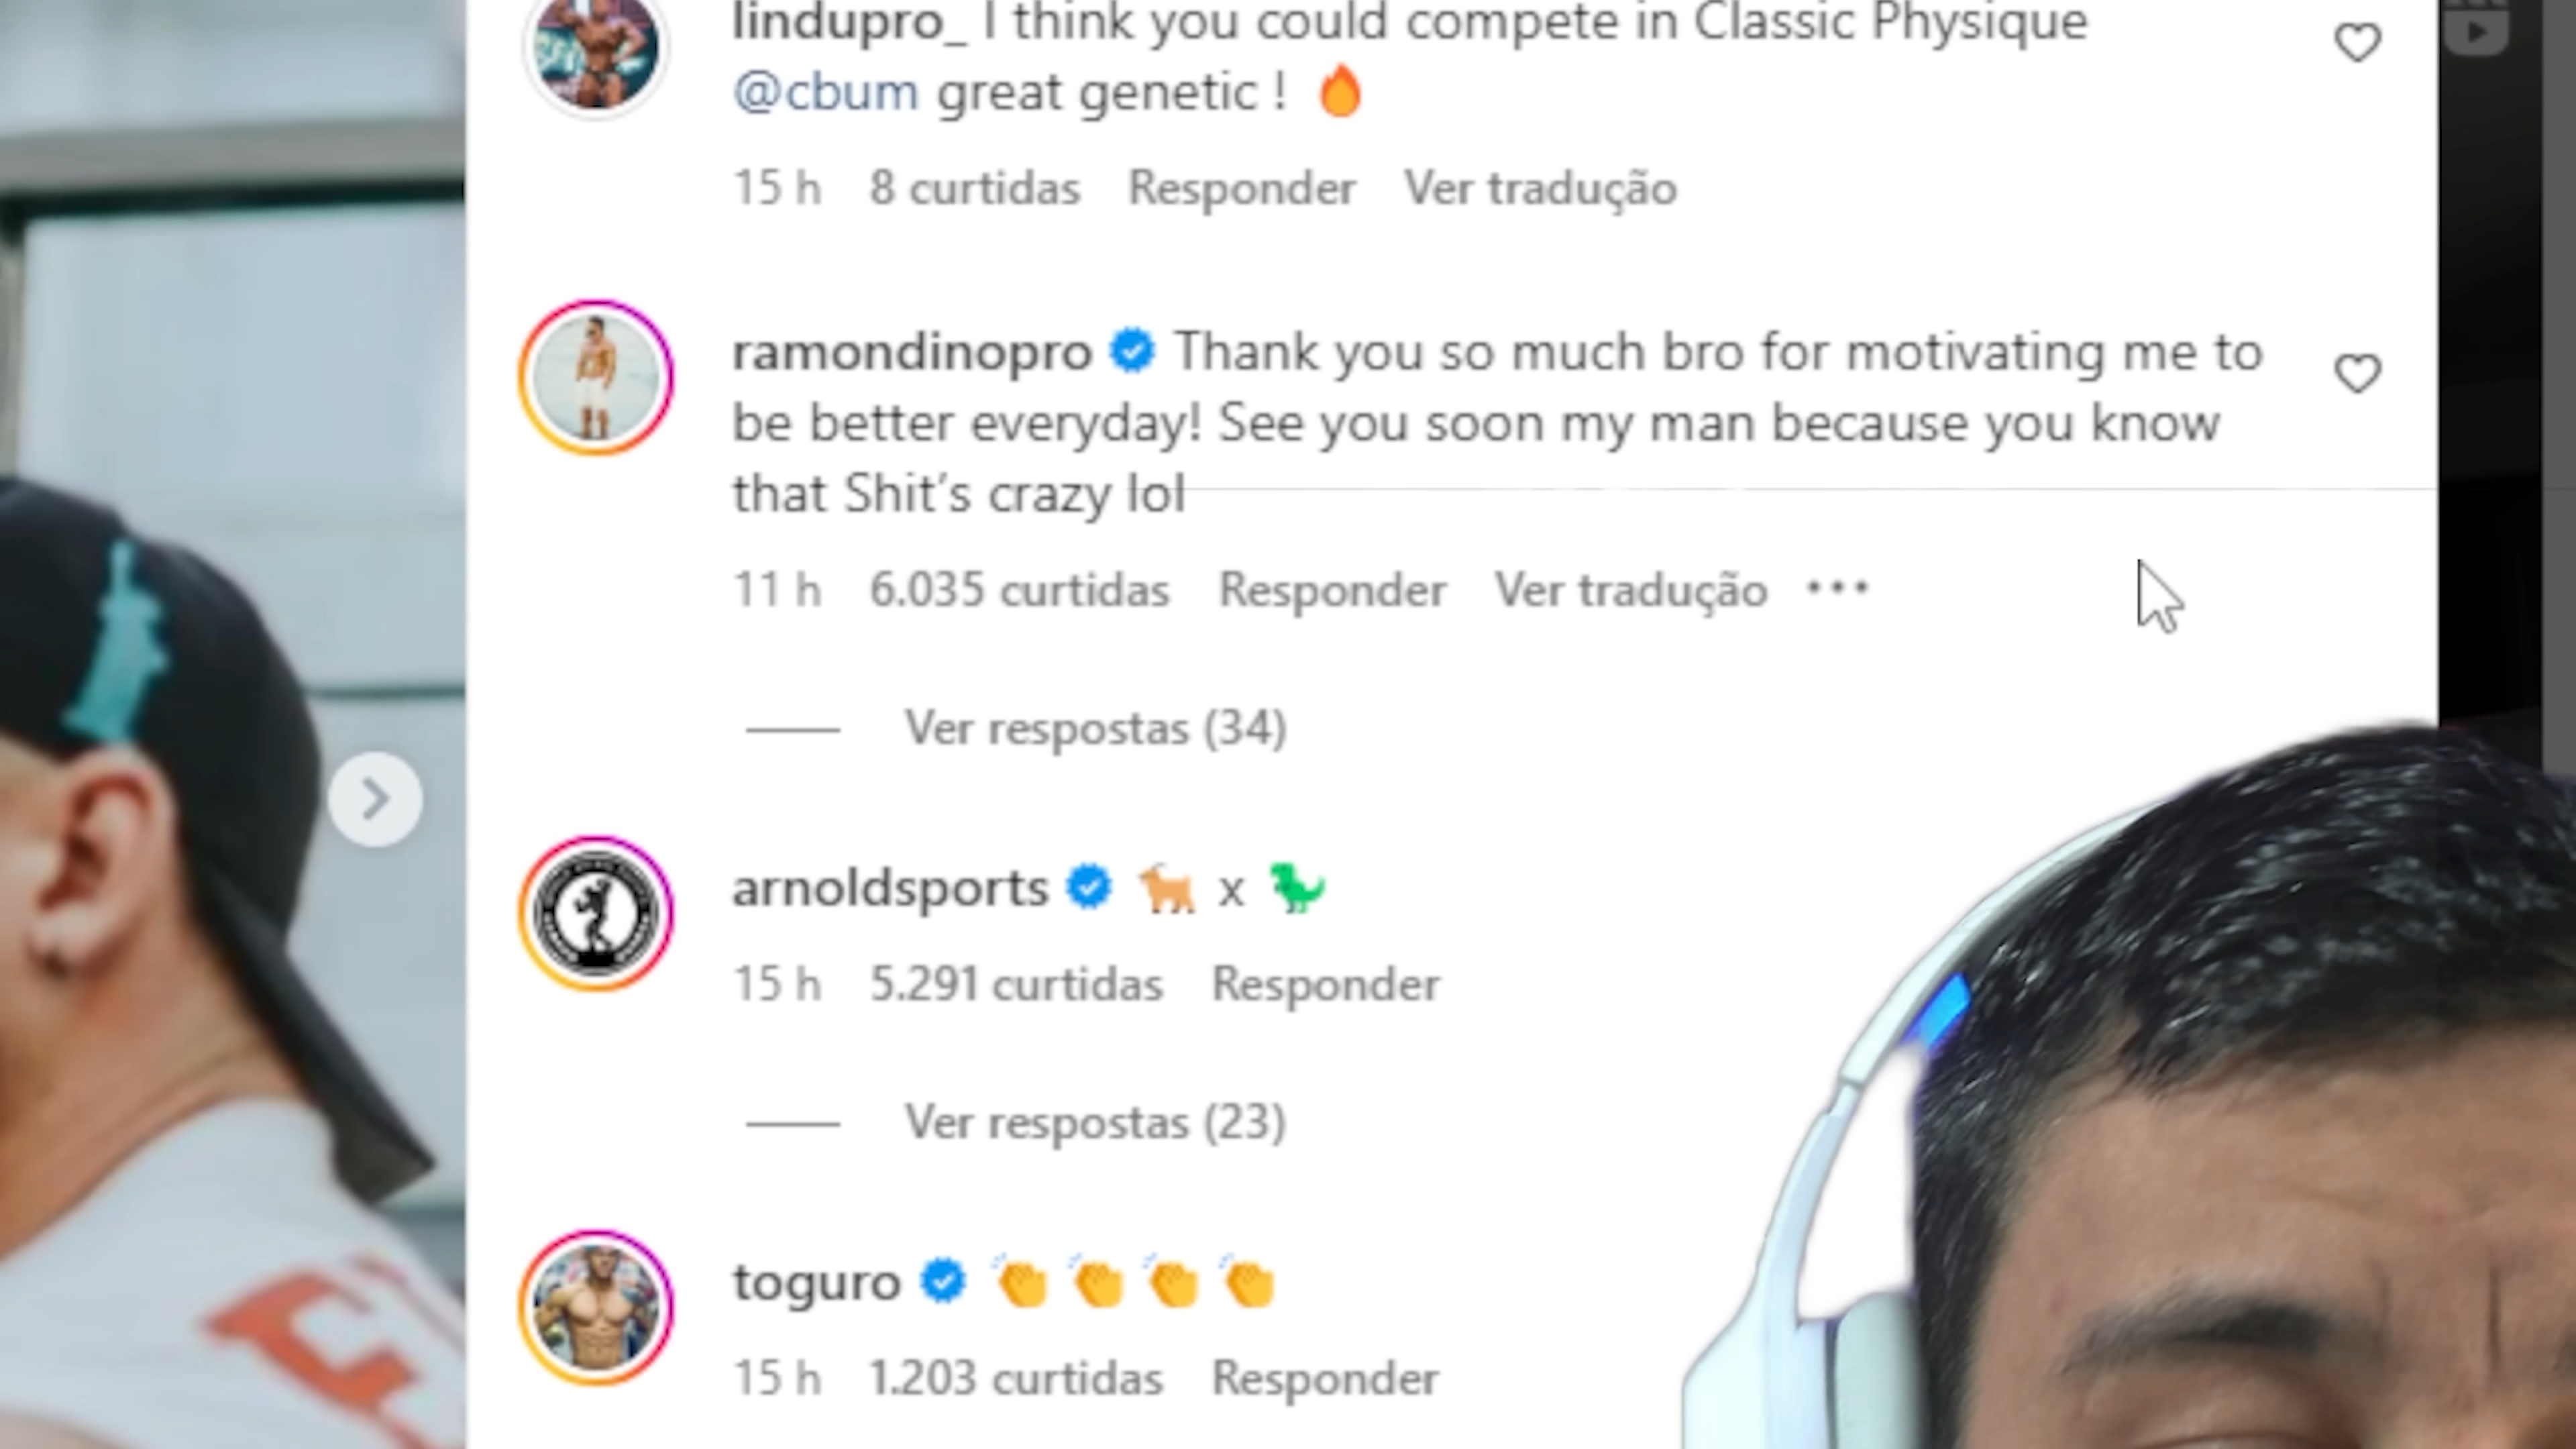 lindupro_ I think you could compete in Classic Physique
@cbum great genetic ! 🔥
15 h 8 curtidas Responder Ver tradução
ramondinopro Thank you so much bro for motivating me to
be better everyday! See you soon my man because you know
that Shit’s crazy lol
11 h 6.035 curtidas Responder Ver tradução •••
Ver respostas (34)
arnoldsports 🐐 x 🦖
15 h 5.291 curtidas Responder
Ver respostas (23)
toguro 👏 👏 👏 👏
15 h 1.203 curtidas Responder